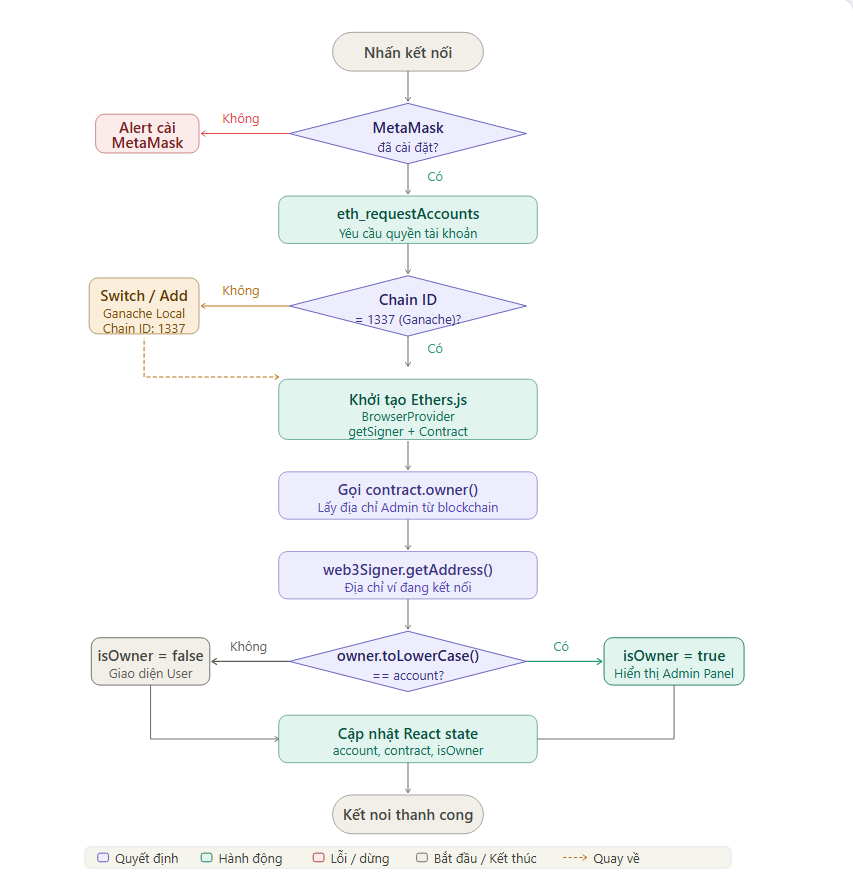 Nhấn kết nối
MetaMask
đã cài đặt?
Không
Alert cài
MetaMask
Có
eth_requestAccounts
Yêu cầu quyền tài khoản
Chain ID
= 1337 (Ganache)?
Không
Switch / Add
Ganache Local
Chain ID: 1337
Có
Khởi tạo Ethers.js
BrowserProvider
getSigner + Contract
Gọi contract.owner()
Lấy địa chỉ Admin từ blockchain
web3Signer.getAddress()
Địa chỉ ví đang kết nối
owner.toLowerCase()
== account?
Không
isOwner = false
Giao diện User
Có
isOwner = true
Hiển thị Admin Panel
Cập nhật React state
account, contract, isOwner
Kết noi thanh cong
Quyết định
Hành động
Lỗi / dừng
Bắt đầu / Kết thúc
Quay về